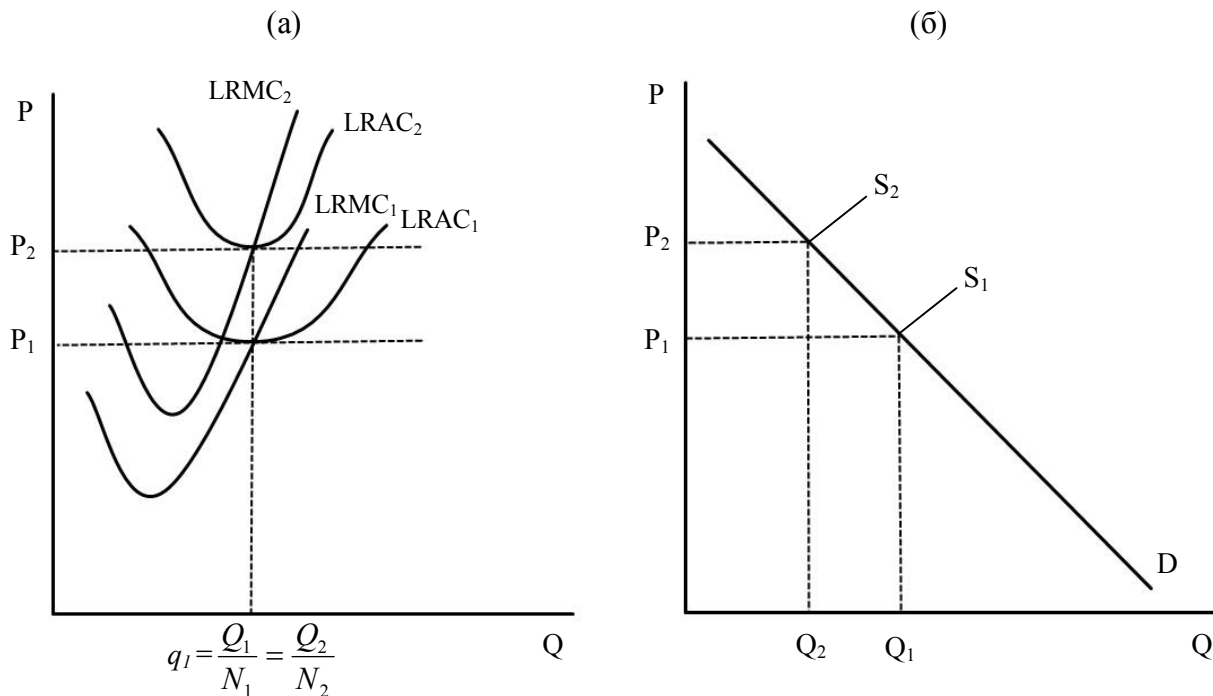 (а)
(б)
P
LRMC₂
LRAC₂
LRMC₁
LRAC₁
P₂
P₁
Q
q₁ = Q₁/N₁ = Q₂/N₂
P
S₂
P₂
S₁
P₁
D
Q₂
Q₁
Q